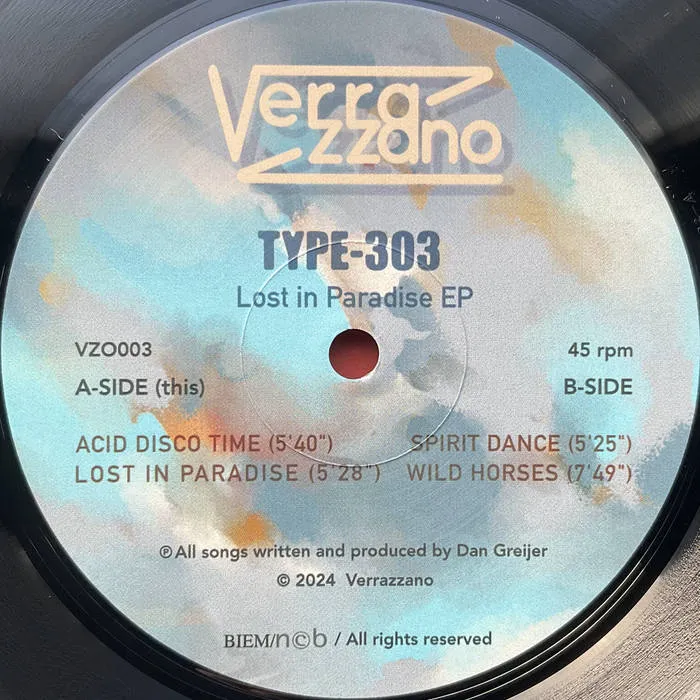 Verrazzano
TYPE-303
Lost in Paradise EP
VZO003 45 rpm
A-SIDE (this) B-SIDE
ACID DISCO TIME (5'40") SPIRIT DANCE (5'25")
LOST IN PARADISE (5'28") WILD HORSES (7'49")
℗ All songs written and produced by Dan Greijer
© 2024 Verrazzano
BIEM/n©b / All rights reserved